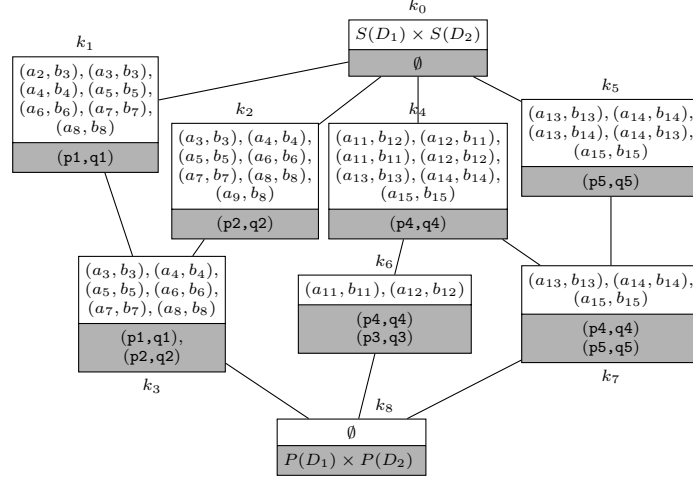 k₀
S(D₁) × S(D₂)
∅
k₁
(a₂, b₃), (a₃, b₃),
(a₄, b₄), (a₅, b₅),
(a₆, b₆), (a₇, b₇),
(a₈, b₈)
(p1,q1)
k₂
(a₃, b₃), (a₄, b₄),
(a₅, b₅), (a₆, b₆),
(a₇, b₇), (a₈, b₈),
(a₉, b₈)
(p2,q2)
k₄
(a₁₁, b₁₂), (a₁₂, b₁₁),
(a₁₁, b₁₁), (a₁₂, b₁₂),
(a₁₃, b₁₃), (a₁₄, b₁₄),
(a₁₅, b₁₅)
(p4,q4)
k₅
(a₁₃, b₁₃), (a₁₄, b₁₄),
(a₁₃, b₁₄), (a₁₄, b₁₃),
(a₁₅, b₁₅)
(p5,q5)
(a₃, b₃), (a₄, b₄),
(a₅, b₅), (a₆, b₆),
(a₇, b₇), (a₈, b₈)
(p1,q1),
(p2,q2)
k₃
k₆
(a₁₁, b₁₁), (a₁₂, b₁₂)
(p4,q4)
(p3,q3)
(a₁₃, b₁₃), (a₁₄, b₁₄),
(a₁₅, b₁₅)
(p4,q4)
(p5,q5)
k₇
k₈
∅
P(D₁) × P(D₂)